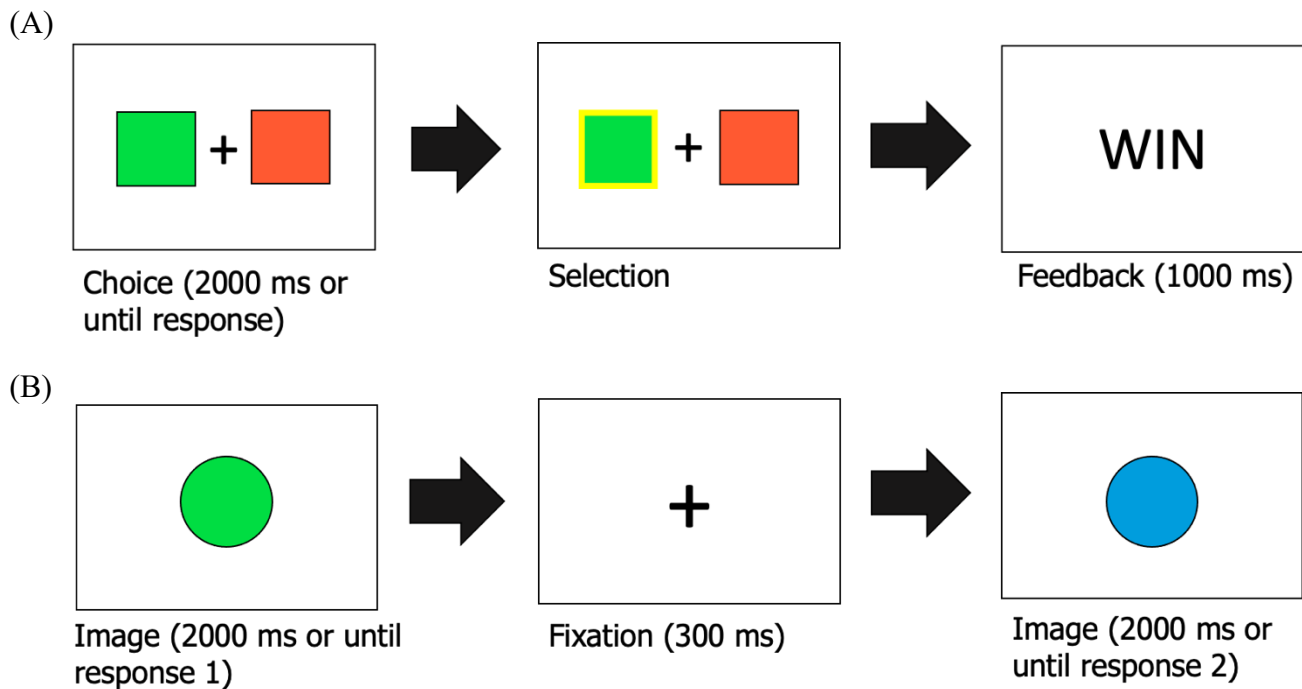 (A)
+
+
WIN
Choice (2000 ms or
until response)
Selection
Feedback (1000 ms)
(B)
+
Image (2000 ms or until
response 1)
Fixation (300 ms)
Image (2000 ms or
until response 2)